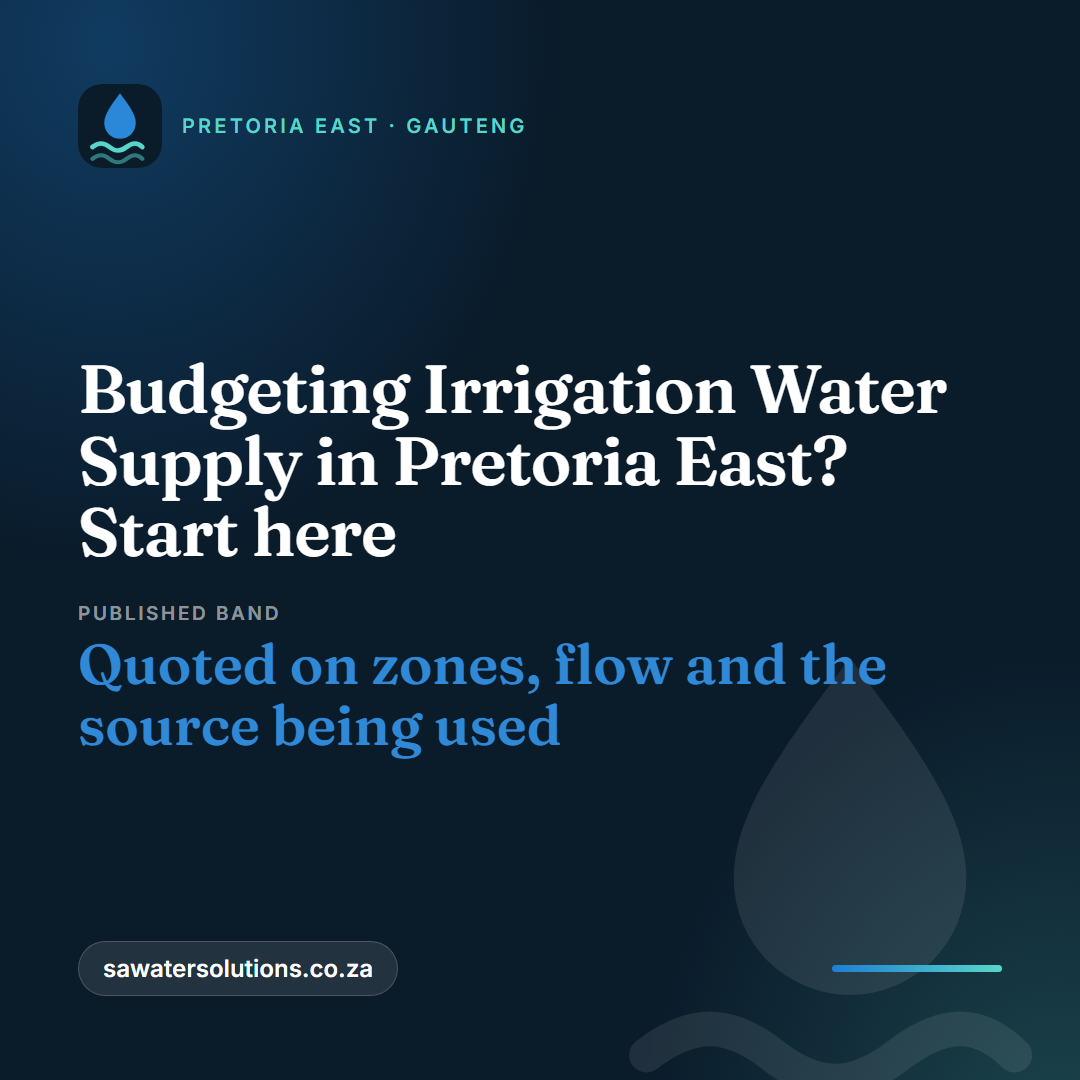 PRETORIA EAST · GAUTENG
Budgeting Irrigation Water
Supply in Pretoria East?
Start here
PUBLISHED BAND
Quoted on zones, flow and the
source being used
sawatersolutions.co.za